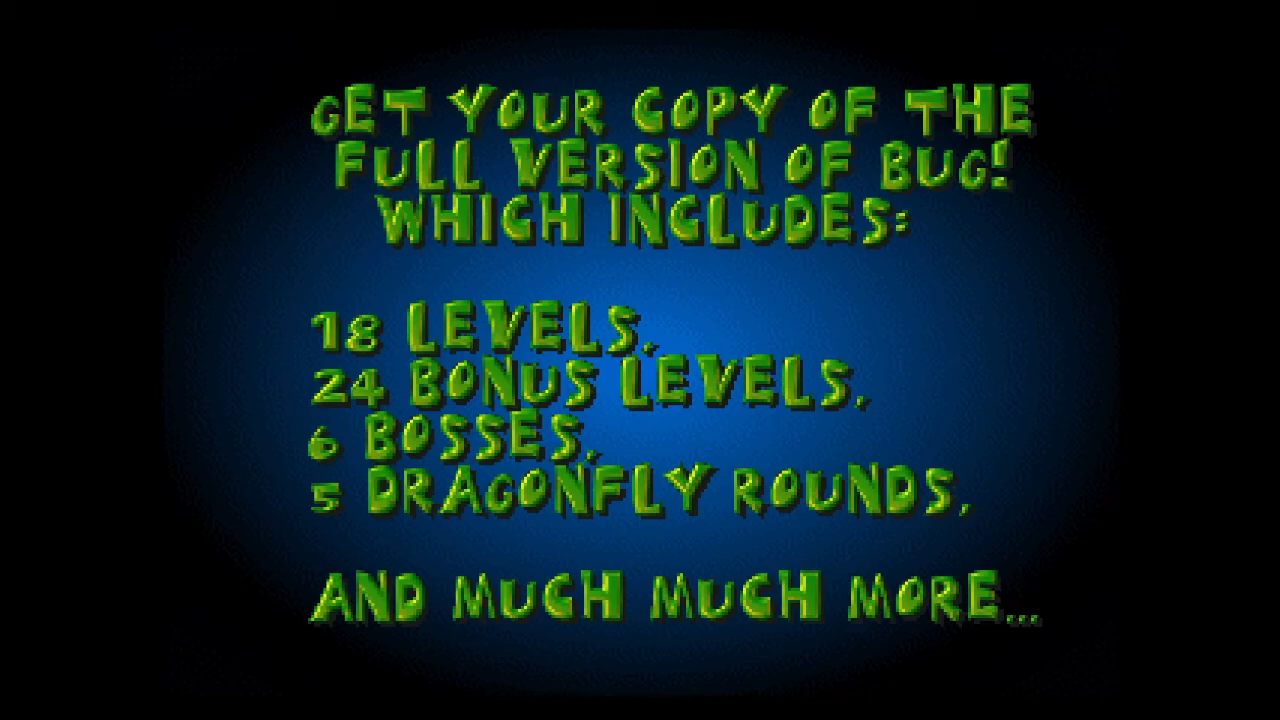 GET YOUR COPY OF THE
FULL VERSION OF BUG!
WHICH INCLUDES:
18 LEVELS,
24 BONUS LEVELS,
6 BOSSES,
5 DRAGONFLY ROUNDS,
AND MUCH MUCH MORE...